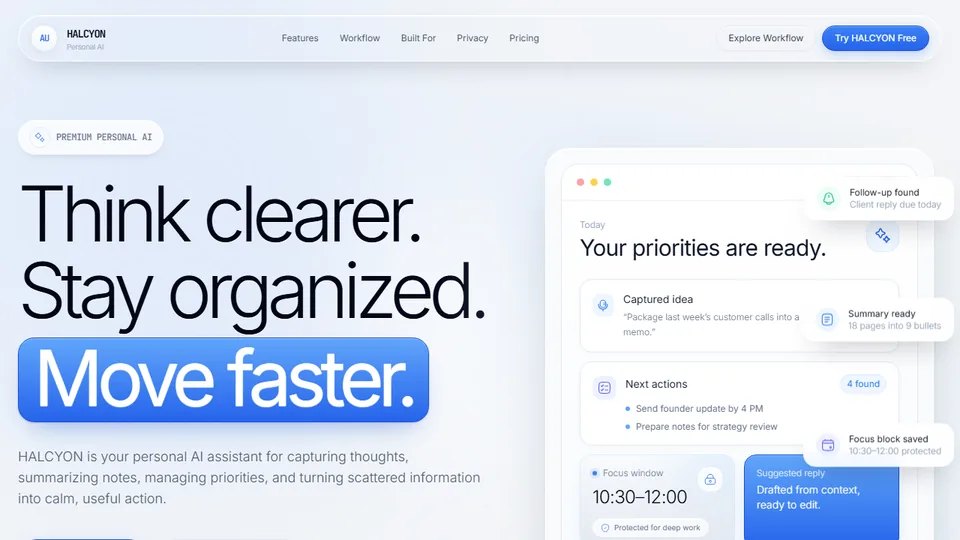 AU
HALCYON
Personal AI
Features
Workflow
Built For
Privacy
Pricing
Explore Workflow
Try HALCYON Free
PREMIUM PERSONAL AI
Think clearer.
Stay organized.
Move faster.
HALCYON is your personal AI assistant for capturing thoughts,
summarizing notes, managing priorities, and turning scattered information
into calm, useful action.
Follow-up found
Client reply due today
Today
Your priorities are ready.
Captured idea
“Package last week’s customer calls into a
memo.”
Summary ready
18 pages into 9 bullets
Next actions
4 found
Send founder update by 4 PM
Prepare notes for strategy review
Focus block saved
10:30–12:00 protected
Focus window
10:30–12:00
Protected for deep work
Suggested reply
Drafted from context,
ready to edit.